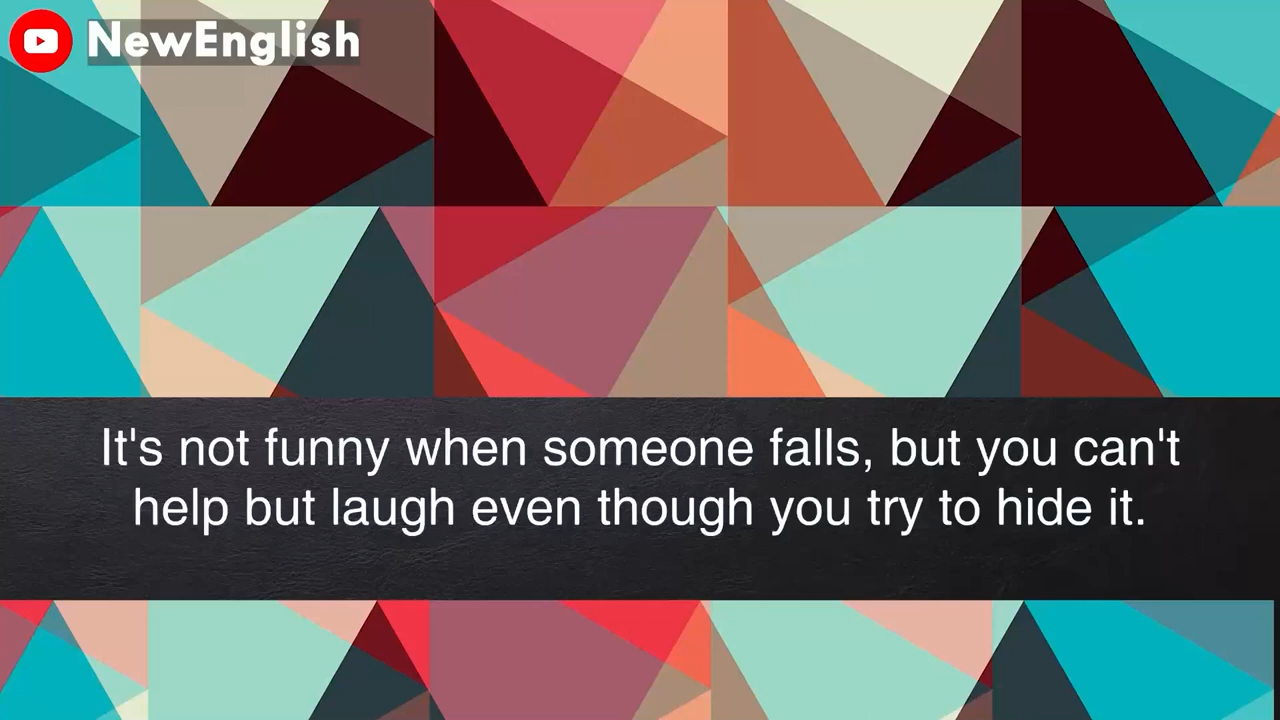 NewEnglish
It's not funny when someone falls, but you can't
help but laugh even though you try to hide it.